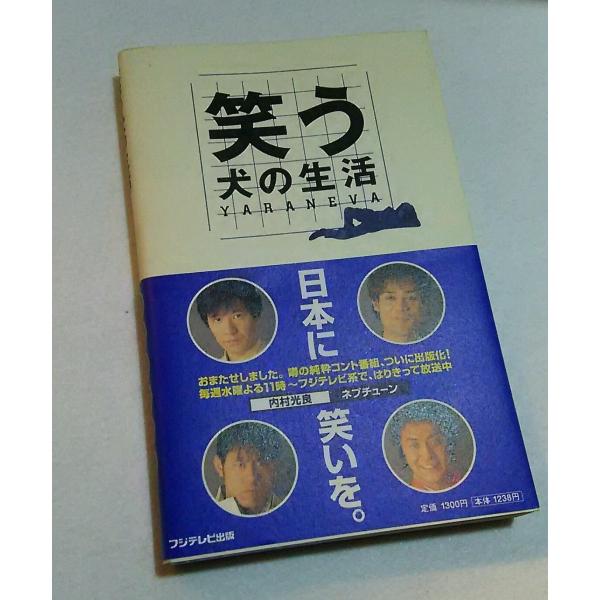 笑う
犬の生活
YARANEVA
日本に笑いを。
おまたせしました。噂の純粋コント番組、ついに出版化!
毎週水曜よる11時~フジテレビ系で、はりきって放送中
内村光良 ネプチューン
定価 1300円 本体 1238円
フジテレビ出版